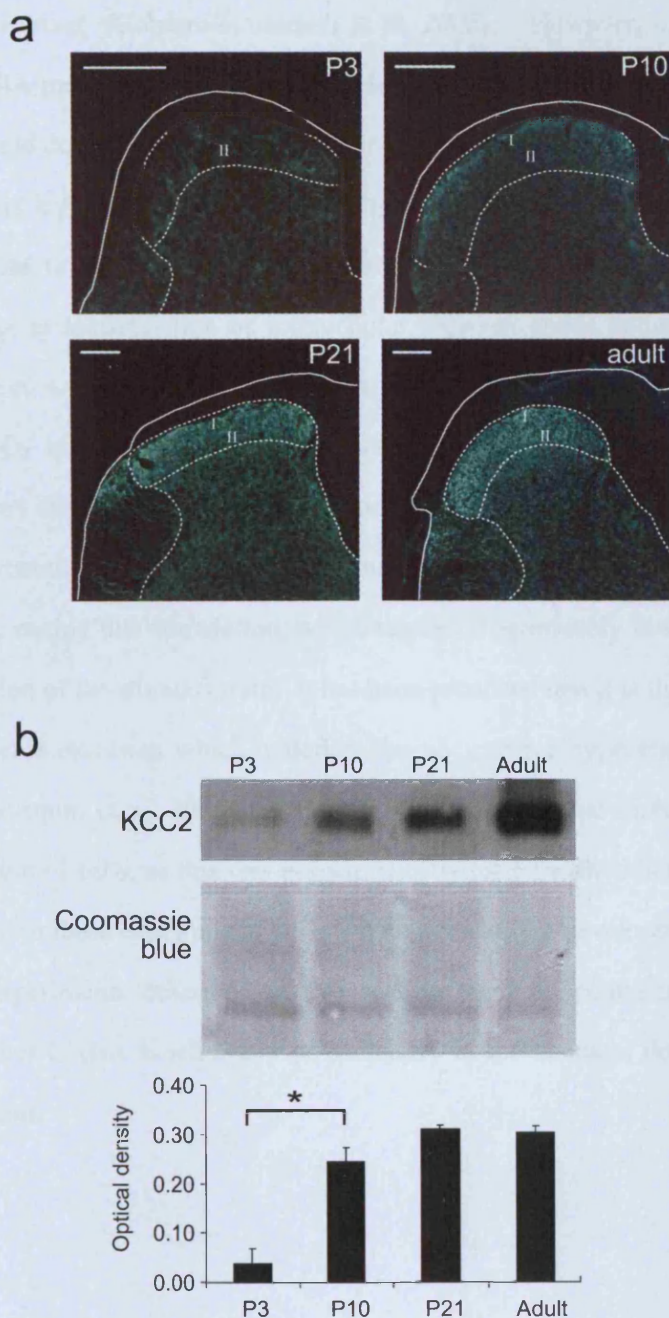 a
P3
II
P10
I
II
P21
I
II
adult
I
II
b
P3 P10 P21 Adult
KCC2
Coomassie
blue
Optical density
0.40
0.30
0.20
0.10
0.00
*
P3 P10 P21 Adult